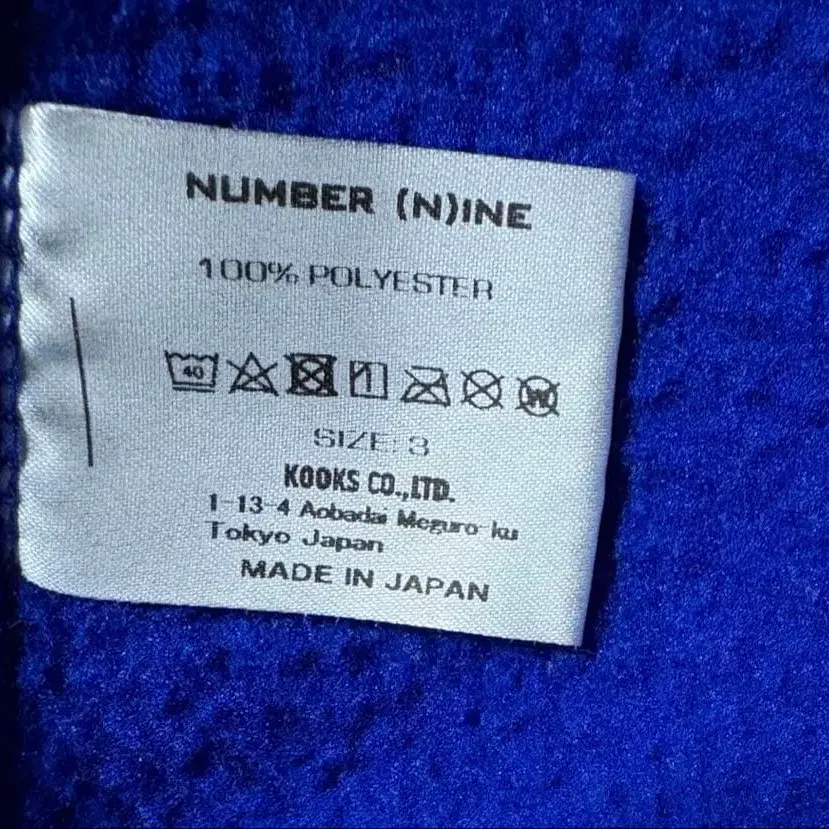 NUMBER (N)INE
100% POLYESTER
40
W
SIZE: 3
KOOKS CO.,LTD.
1-13-4 Aobadai Meguro-ku
Tokyo Japan
MADE IN JAPAN